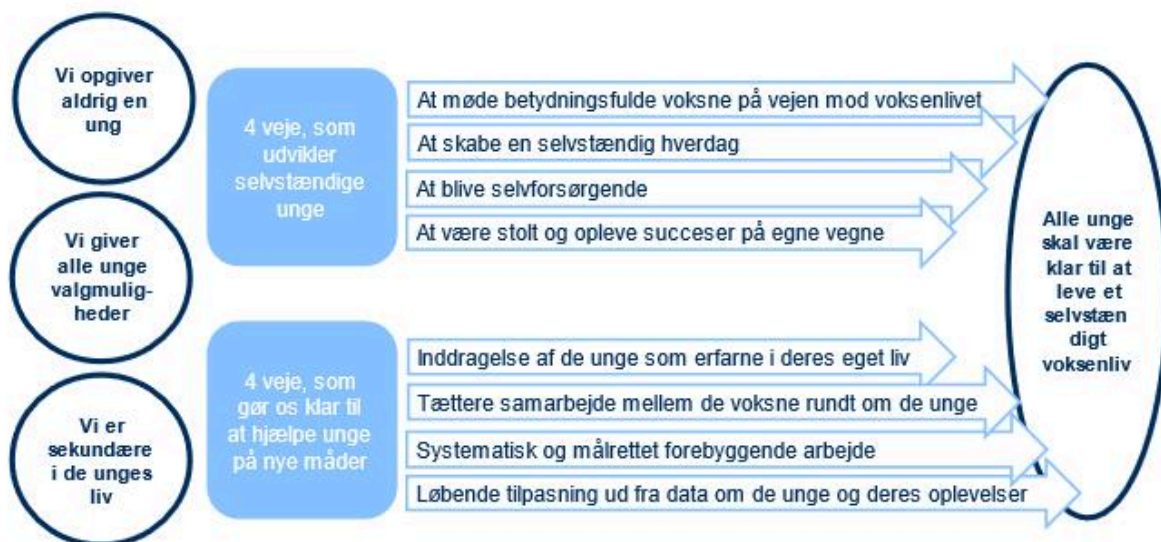 Vi opgiver
aldrig en
ung
Vi giver
alle unge
valgmulig-
heder
Vi er
sekundære
i de unges
liv
4 veje, som
udvikler
selvstændige
unge
At møde betydningsfulde voksne på vejen mod voksenlivet
At skabe en selvstændig hverdag
At blive selvforsørgende
At være stolt og opleve succeser på egne vegne
4 veje, som
gør os klar til
at hjælpe unge
på nye måder
Inddragelse af de unge som erfarne i deres eget liv
Tættere samarbejde mellem de voksne rundt om de unge
Systematisk og målrettet forebyggende arbejde
Løbende tilpasning ud fra data om de unge og deres oplevelser
Alle unge
skal være
klar til at
leve et
selvstæn
digt
voksenliv